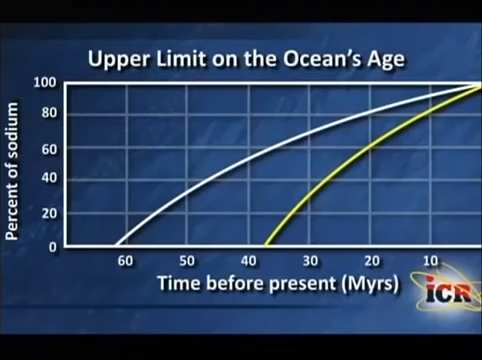 Upper Limit on the Ocean's Age
Percent of sodium
100
80
60
40
20
0
60 50 40 30 20 10
Time before present (Myrs)
ICR